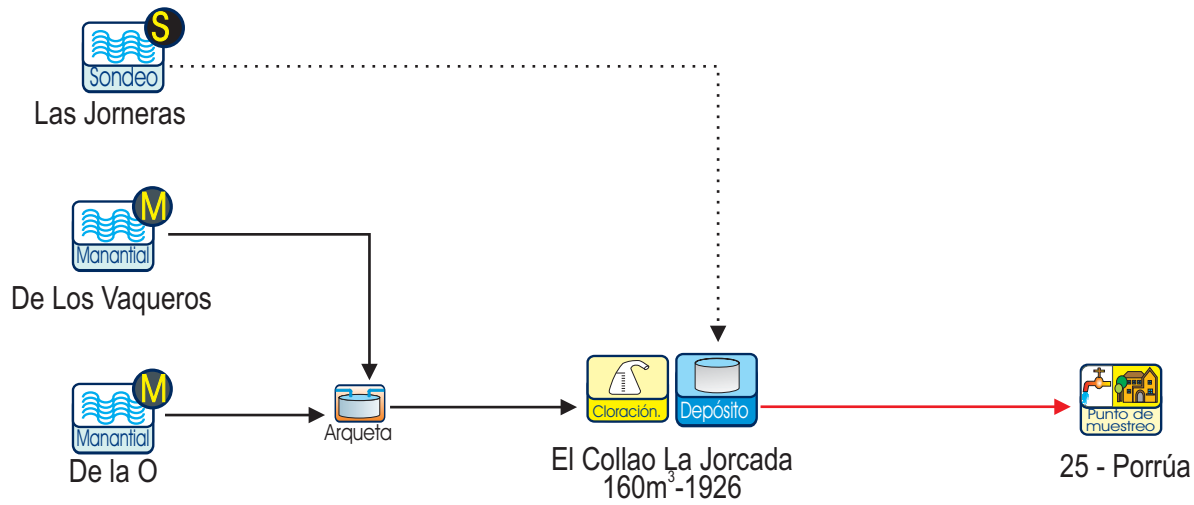 S
Sondeo
Las Jorneras
M
Manantial
De Los Vaqueros
M
Manantial
De la O
Arqueta
Cloración.
Depósito
El Collao La Jorcada
160m³-1926
Punto de
muestreo
25 - Porrúa